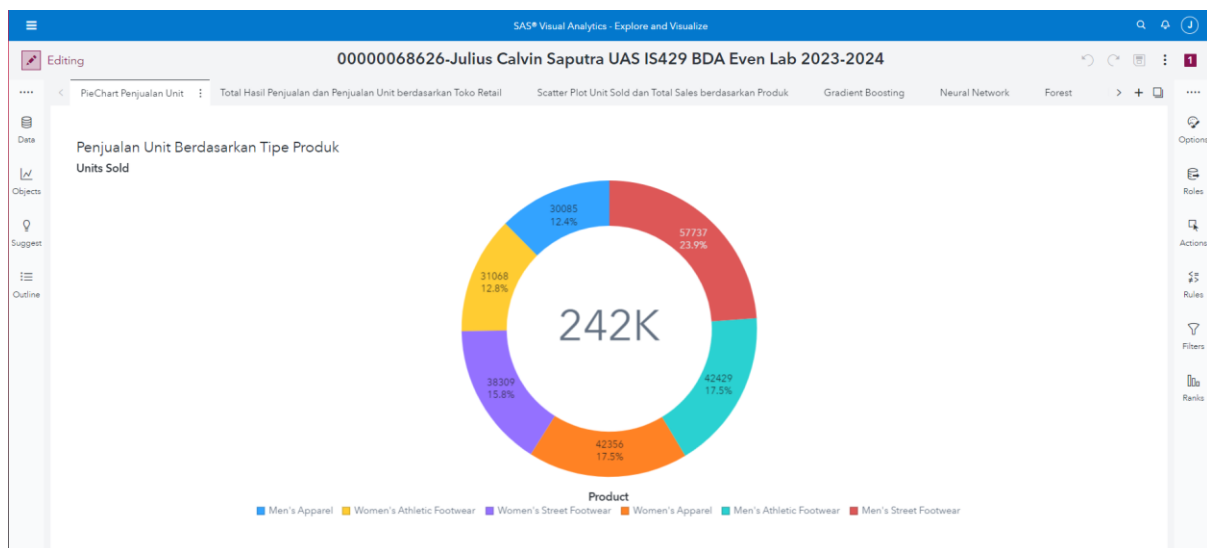 SAS® Visual Analytics - Explore and Visualize
J
Editing
00000068626-Julius Calvin Saputra UAS IS429 BDA Even Lab 2023-2024
1
PieChart Penjualan Unit
Total Hasil Penjualan dan Penjualan Unit berdasarkan Toko Retail
Scatter Plot Unit Sold dan Total Sales berdasarkan Produk
Gradient Boosting
Neural Network
Forest
Data
Objects
Suggest
Outline
Penjualan Unit Berdasarkan Tipe Produk
Units Sold
30085
12.4%
57737
23.9%
31068
12.8%
242K
38309
15.8%
42429
17.5%
42356
17.5%
Product
Men's Apparel Women's Athletic Footwear Women's Street Footwear Women's Apparel Men's Athletic Footwear Men's Street Footwear
Options
Roles
Actions
Rules
Filters
Ranks